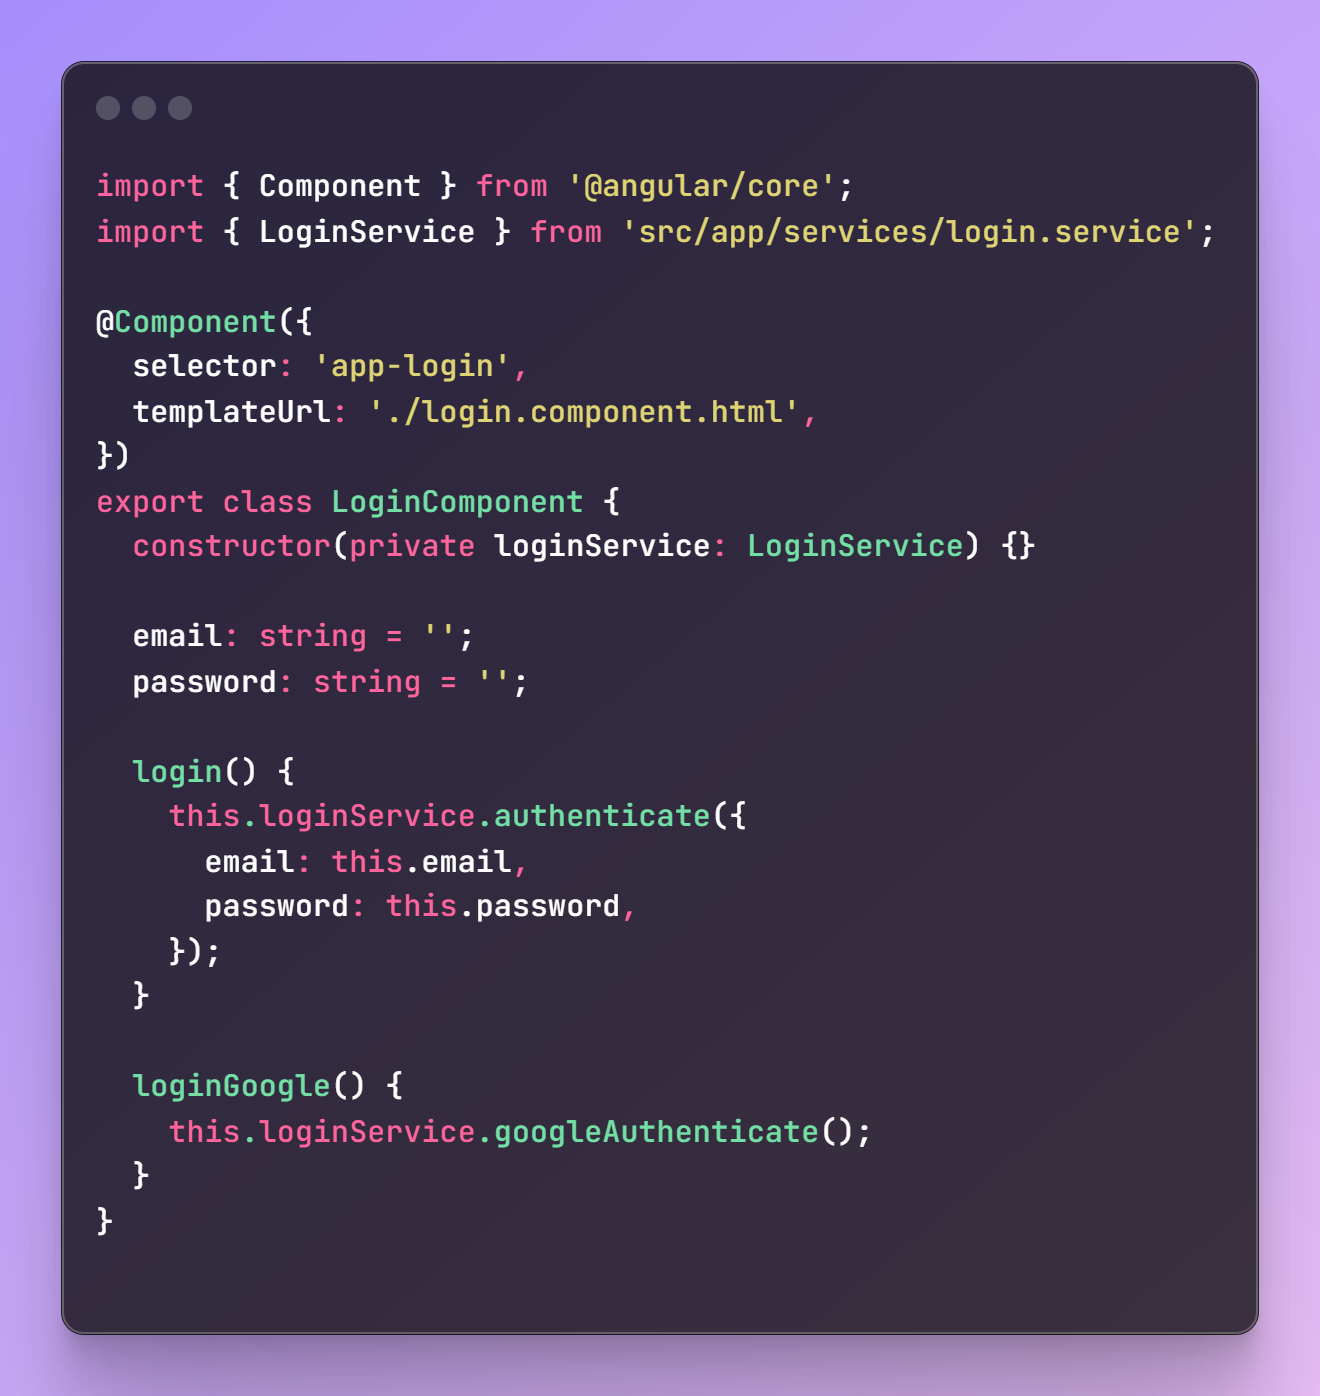 import { Component } from '@angular/core';
import { LoginService } from 'src/app/services/login.service';

@Component({
  selector: 'app-login',
  templateUrl: './login.component.html',
})
export class LoginComponent {
  constructor(private loginService: LoginService) {}

  email: string = '';
  password: string = '';

  login() {
    this.loginService.authenticate({
      email: this.email,
      password: this.password,
    });
  }

  loginGoogle() {
    this.loginService.googleAuthenticate();
  }
}